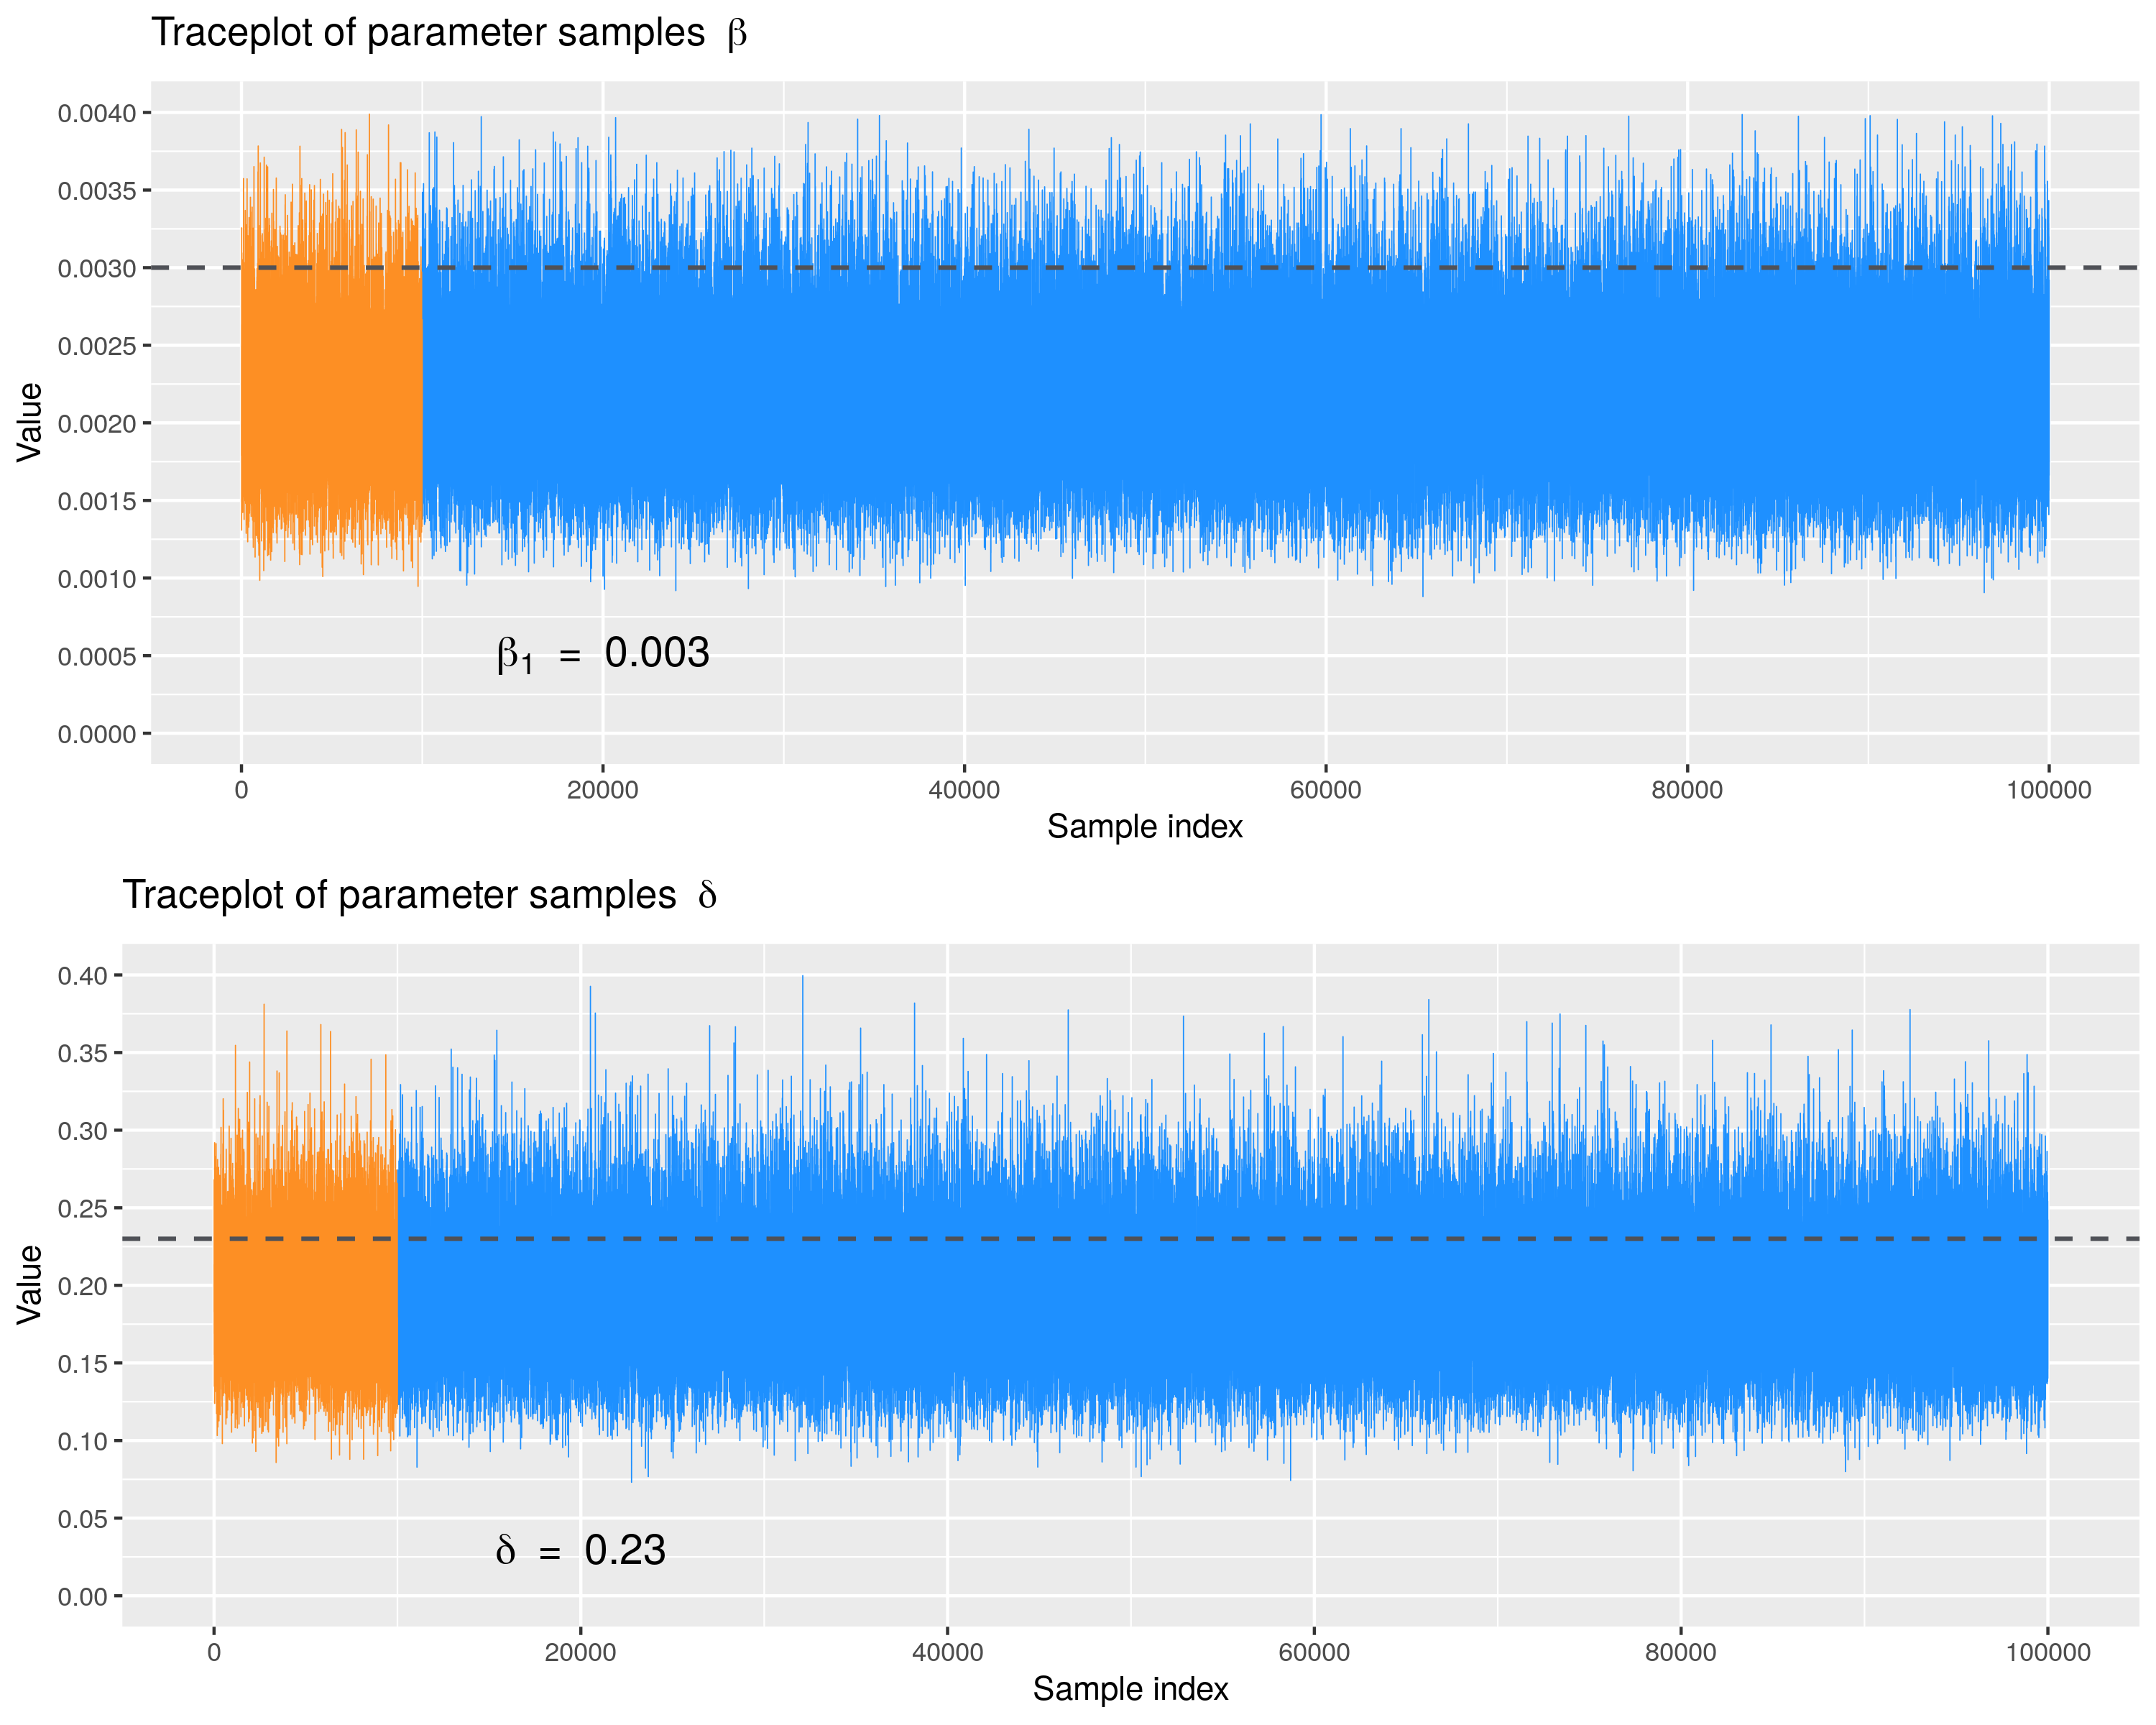 Traceplot of parameter samples β
0.0040
0.0035
0.0030
0.0025
0.0020
0.0015
0.0010
0.0005
0.0000
Value
β₁ = 0.003
0 20000 40000 60000 80000 100000
Sample index
Traceplot of parameter samples δ
0.40
0.35
0.30
0.25
0.20
0.15
0.10
0.05
0.00
Value
δ = 0.23
0 20000 40000 60000 80000 100000
Sample index